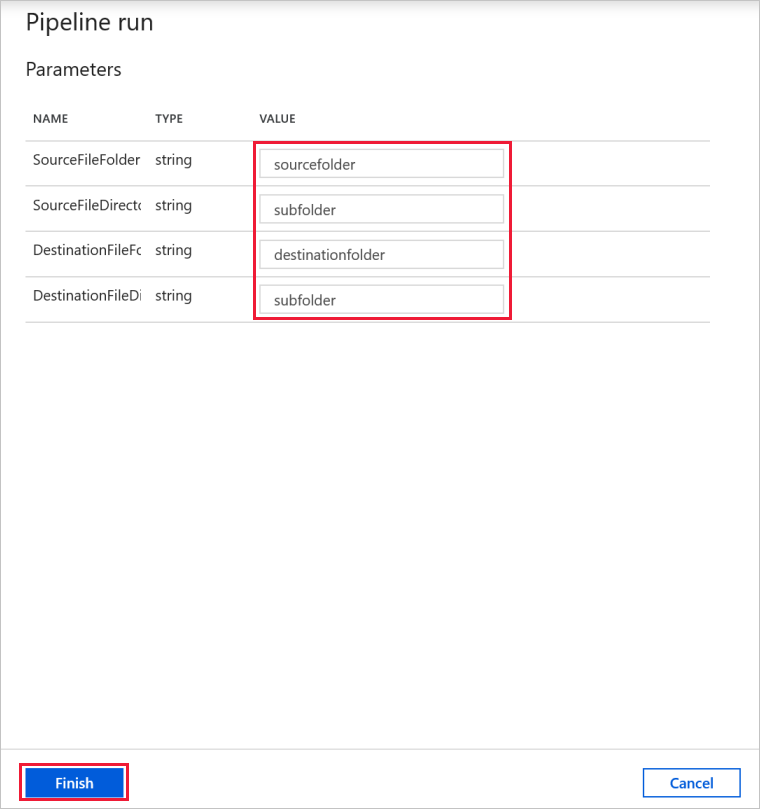 Pipeline run
Parameters
NAME TYPE VALUE
SourceFileFolder string sourcefolder
SourceFileDirecto string subfolder
DestinationFileFo string destinationfolder
DestinationFileDi string subfolder
Finish Cancel